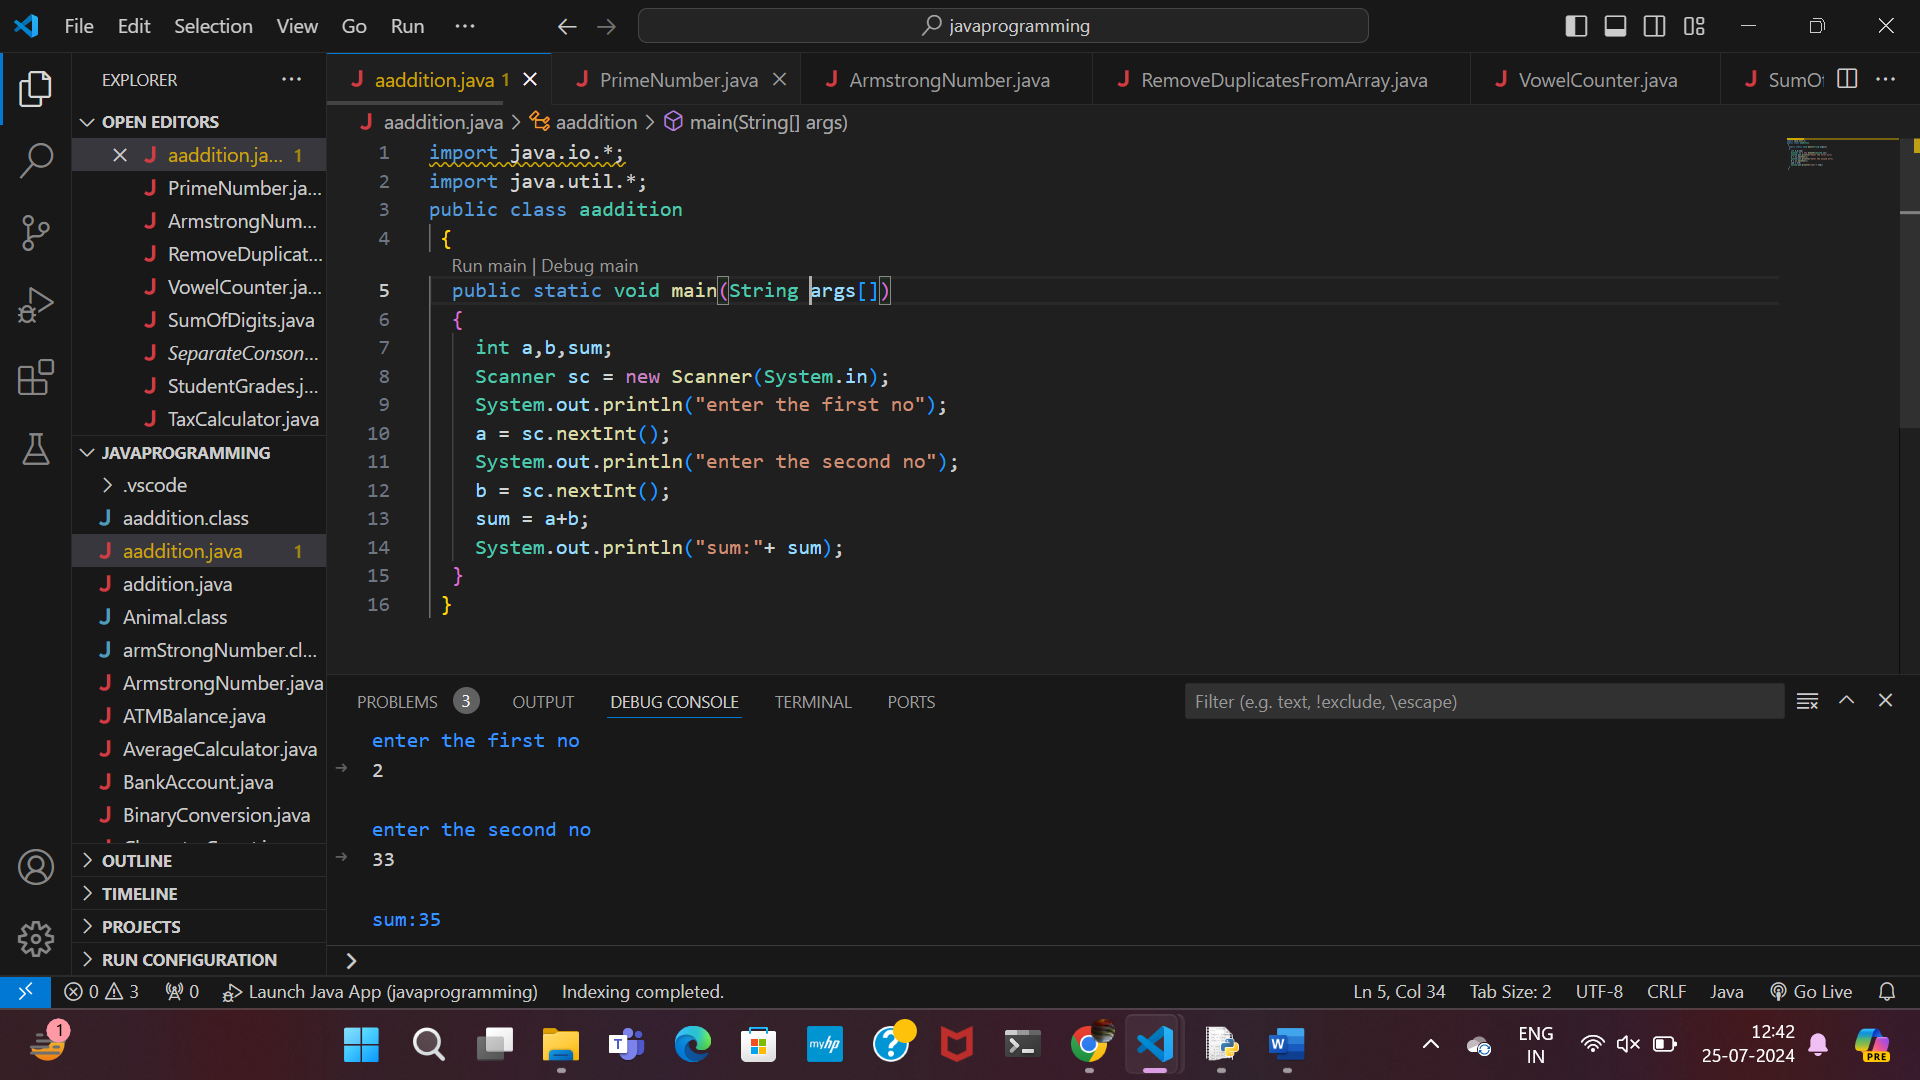 File Edit Selection View Go Run ···
javaprogramming
EXPLORER
OPEN EDITORS
aaddition.ja... 1
PrimeNumber.ja...
ArmstrongNum...
RemoveDuplicat...
VowelCounter.ja...
SumOfDigits.java
SeparateConson...
StudentGrades.j...
TaxCalculator.java
JAVAPROGRAMMING
.vscode
aaddition.class
aaddition.java 1
addition.java
Animal.class
armStrongNumber.cl...
ArmstrongNumber.java
ATMBalance.java
AverageCalculator.java
BankAccount.java
BinaryConversion.java
OUTLINE
TIMELINE
PROJECTS
RUN CONFIGURATION
aaddition.java 1 PrimeNumber.java ArmstrongNumber.java RemoveDuplicatesFromArray.java VowelCounter.java SumOf
aaddition.java > aaddition > main(String[] args)
1 import java.io.*;
2 import java.util.*;
3 public class aaddition
4 {
Run main | Debug main
5 public static void main(String args[])
6 {
7 int a,b,sum;
8 Scanner sc = new Scanner(System.in);
9 System.out.println("enter the first no");
10 a = sc.nextInt();
11 System.out.println("enter the second no");
12 b = sc.nextInt();
13 sum = a+b;
14 System.out.println("sum:"+ sum);
15 }
16 }
PROBLEMS 3 OUTPUT DEBUG CONSOLE TERMINAL PORTS Filter (e.g. text, !exclude, \escape)
enter the first no
2
enter the second no
33
sum:35
0 3 0 Launch Java App (javaprogramming) Indexing completed. Ln 5, Col 34 Tab Size: 2 UTF-8 CRLF Java Go Live
1
myhp
W
ENG
IN
12:42
25-07-2024
PRE